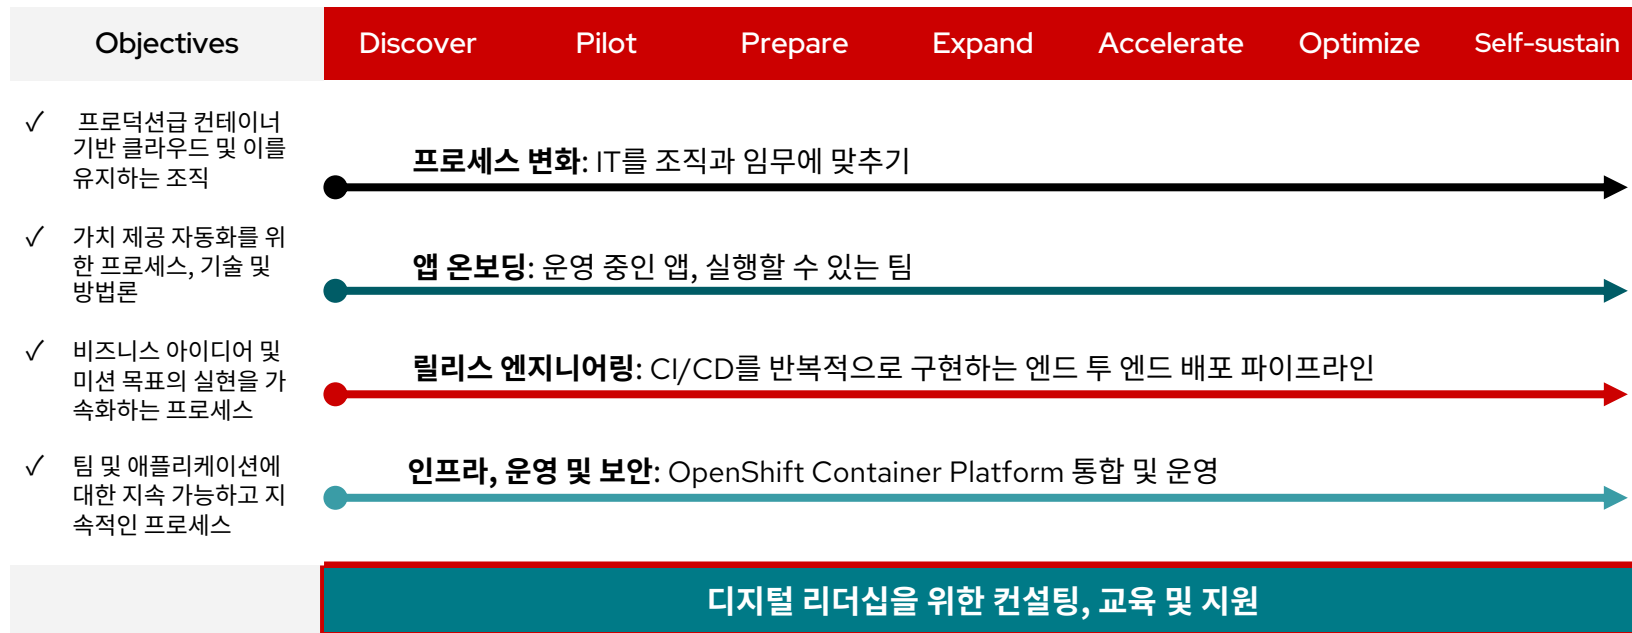 Objectives Discover Pilot Prepare Expand Accelerate Optimize Self-sustain
✓ 프로덕션급 컨테이너
기반 클라우드 및 이를
유지하는 조직
프로세스 변화: IT를 조직과 임무에 맞추기
✓ 가치 제공 자동화를 위
한 프로세스, 기술 및
방법론
앱 온보딩: 운영 중인 앱, 실행할 수 있는 팀
✓ 비즈니스 아이디어 및
미션 목표의 실현을 가
속화하는 프로세스
릴리스 엔지니어링: CI/CD를 반복적으로 구현하는 엔드 투 엔드 배포 파이프라인
✓ 팀 및 애플리케이션에
대한 지속 가능하고 지
속적인 프로세스
인프라, 운영 및 보안: OpenShift Container Platform 통합 및 운영
디지털 리더십을 위한 컨설팅, 교육 및 지원